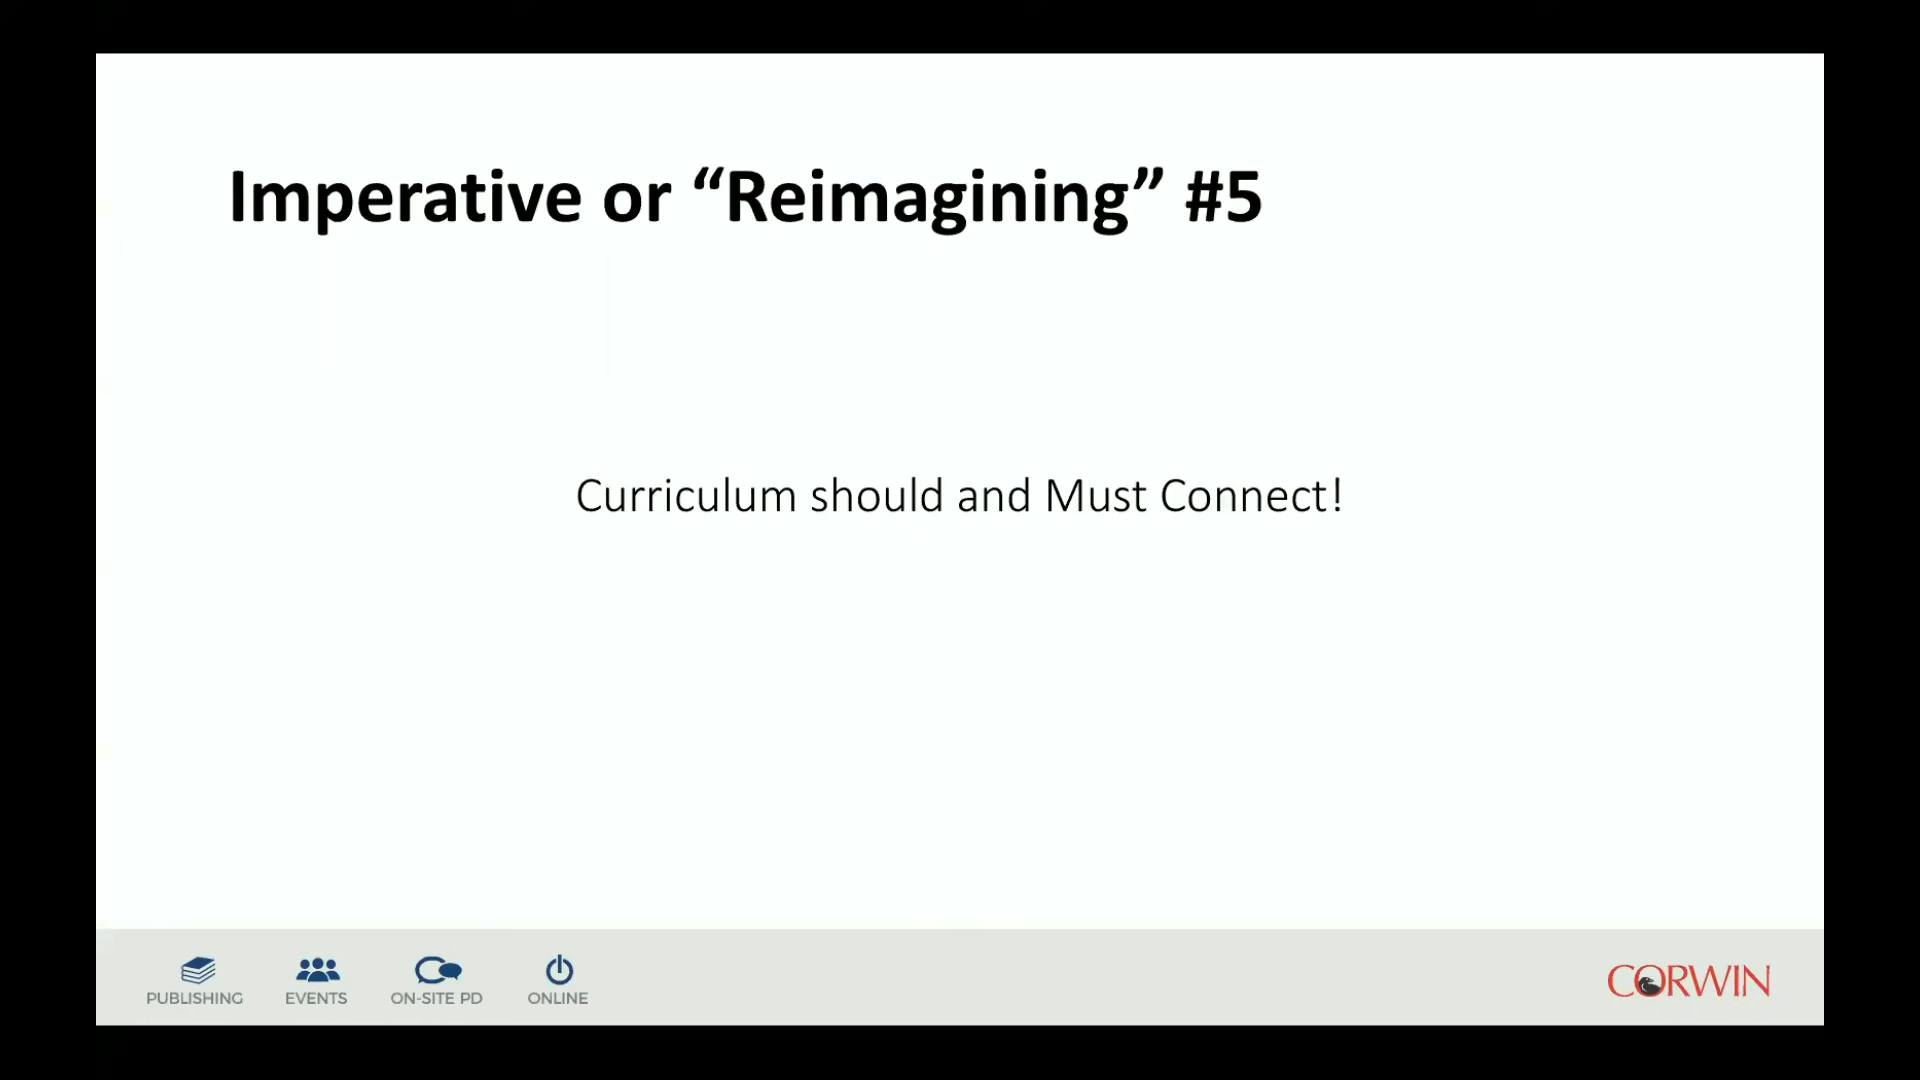 Imperative or “Reimagining” #5
Curriculum should and Must Connect!
PUBLISHING EVENTS ON-SITE PD ONLINE
CORWIN